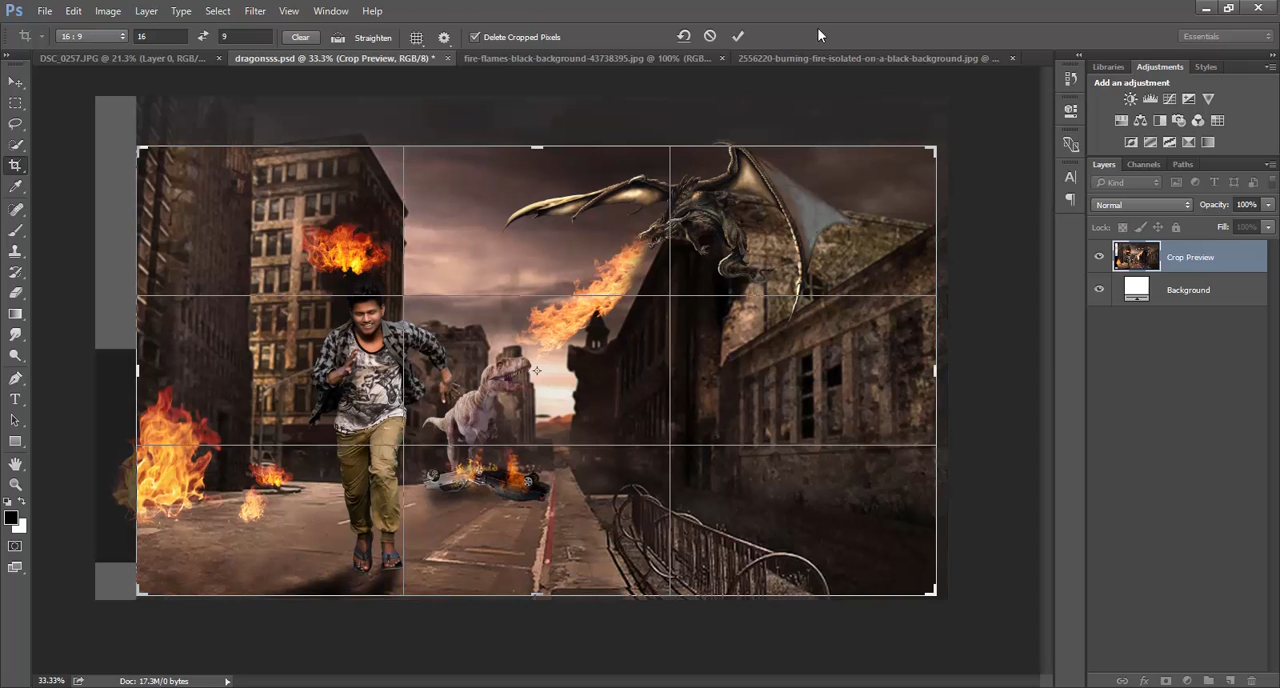 Ps File Edit Image Layer Type Select Filter View Window Help
16 : 9 16 9 Clear Straighten Delete Cropped Pixels Essentials
DSC_0257.JPG @ 21.3% (Layer 0, RGB/... × dragonsss.psd @ 33.3% (Crop Preview, RGB/8) * × fire-flames-black-background-43738395.jpg @ 100% (RGB... × 2556220-burning-fire-isolated-on-a-black-background.jpg @ ... ×
Libraries Adjustments Styles
Add an adjustment
Layers Channels Paths
Kind
Normal Opacity: 100%
Lock: Fill: 100%
Crop Preview
Background
33.33% Doc: 17.3M/0 bytes